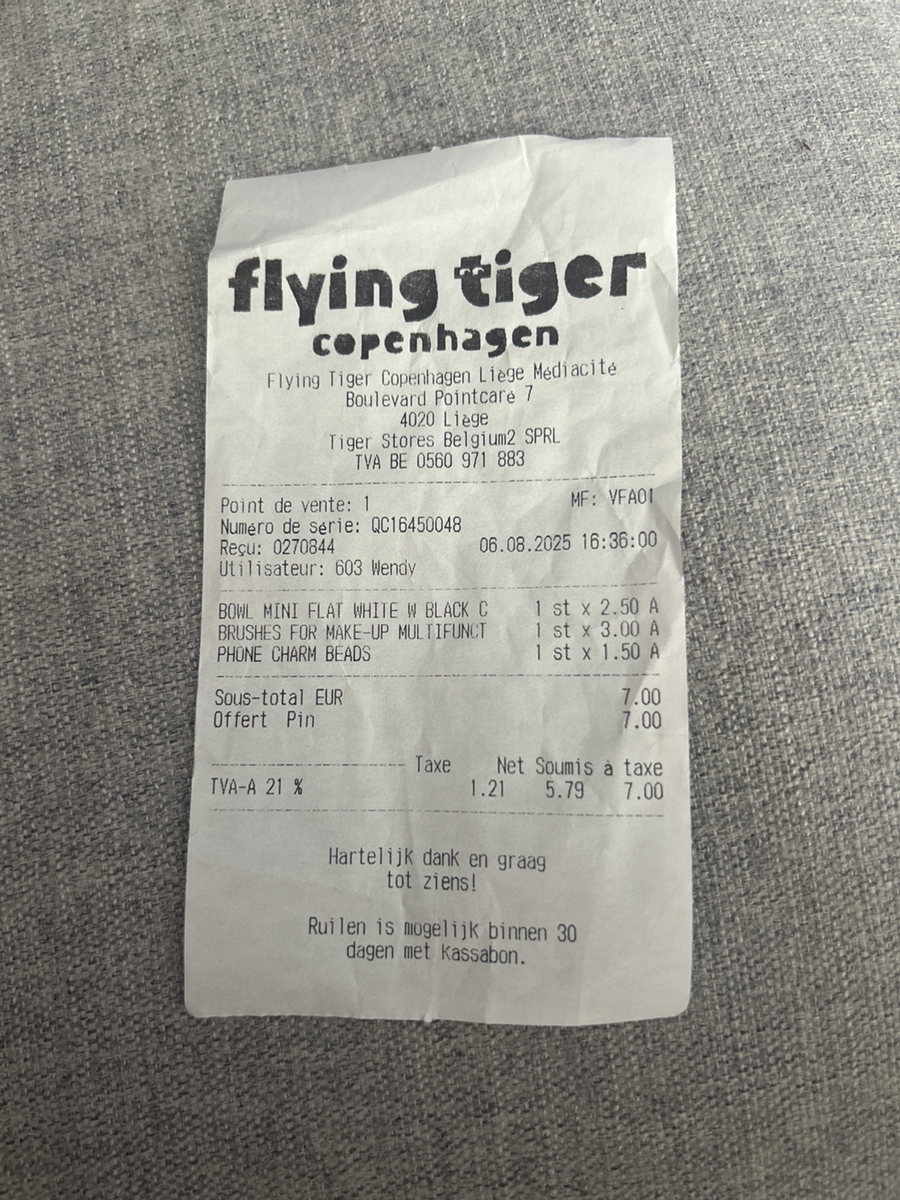 flying tiger
copenhagen
Flying Tiger Copenhagen Liège Médiacité
Boulevard Pointcaré 7
4020 Liège
Tiger Stores Belgium2 SPRL
TVA BE 0560 971 883
Point de vente: 1 MF: VFA01
Numéro de série: QC16450048
Reçu: 0270844 06.08.2025 16:36:00
Utilisateur: 603 Wendy
BOWL MINI FLAT WHITE W BLACK C 1 st x 2.50 A
BRUSHES FOR MAKE-UP MULTIFUNCT 1 st x 3.00 A
PHONE CHARM BEADS 1 st x 1.50 A
Sous-total EUR 7.00
Offert Pin 7.00
Taxe Net Soumis à taxe
TVA-A 21 % 1.21 5.79 7.00
Hartelijk dank en graag
tot ziens!
Ruilen is mogelijk binnen 30
dagen met Kassabon.